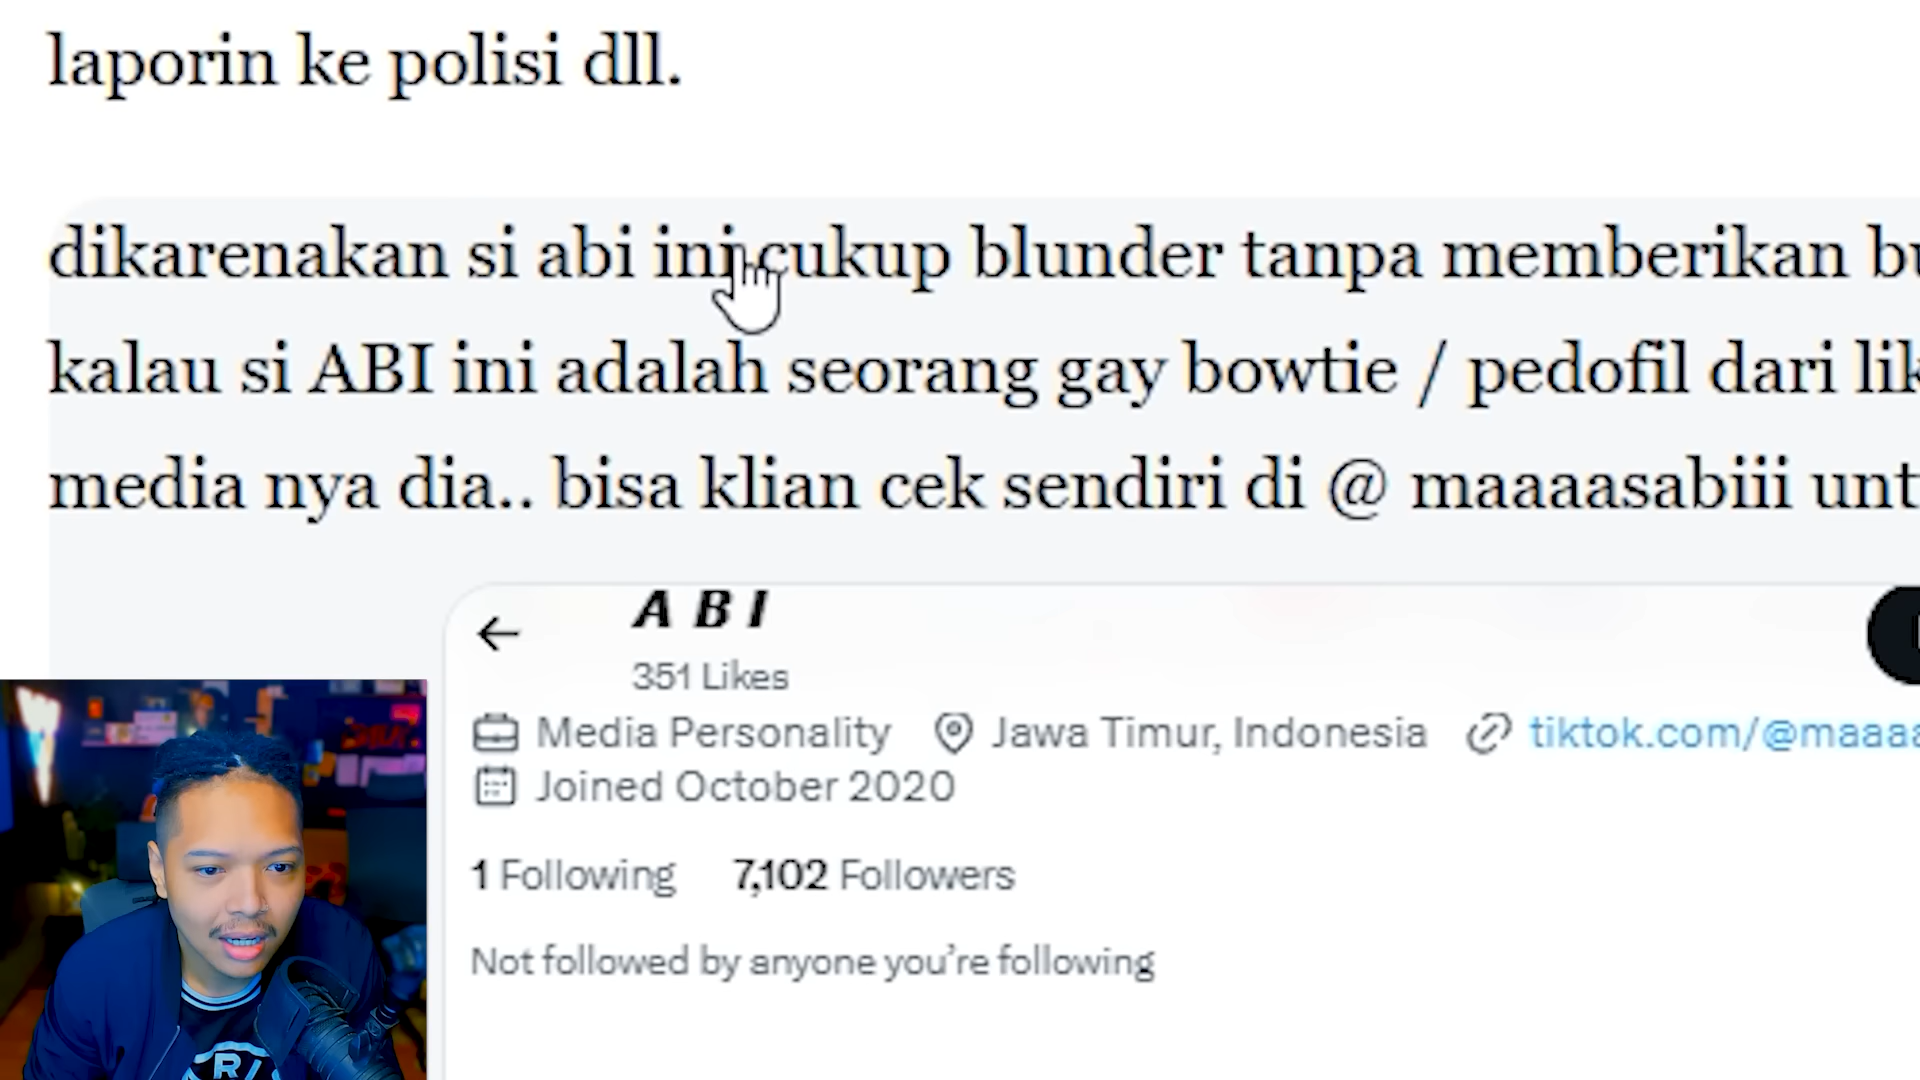 laporin ke polisi dll.
dikarenakan si abi ini cukup blunder tanpa memberikan
kalau si ABI ini adalah seorang gay bowtie / pedofil dari
media nya dia.. bisa klian cek sendiri di @ maaaasabiii
A B I
351 Likes
Media Personality Jawa Timur, Indonesia tiktok.com/@maaaa
Joined October 2020
1 Following 7,102 Followers
Not followed by anyone you're following